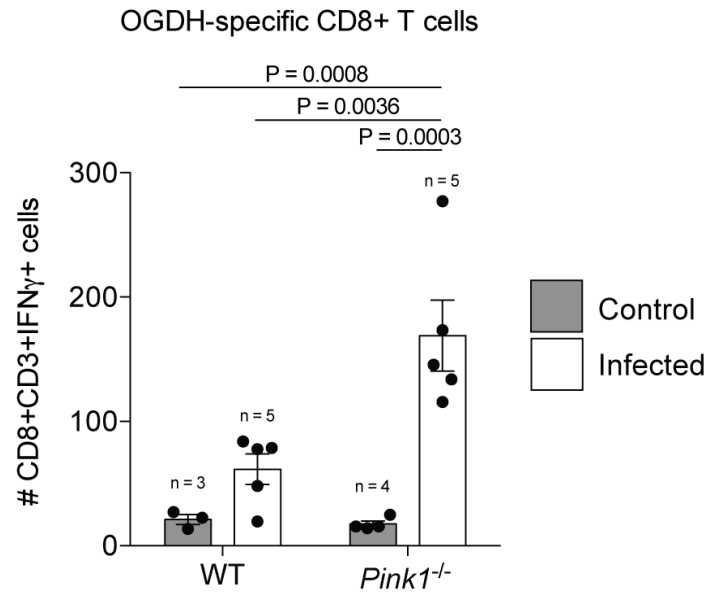 OGDH-specific CD8+ T cells
P = 0.0008
P = 0.0036
P = 0.0003
# CD8+CD3+IFNγ+ cells
300
200
100
0
n = 3
n = 5
n = 4
n = 5
WT
Pink1-/-
Control
Infected